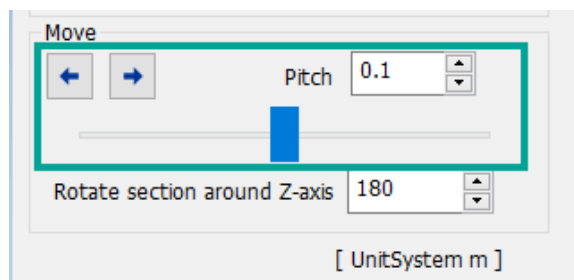 Move
Pitch 0.1
Rotate section around Z-axis 180
[ UnitSystem m ]